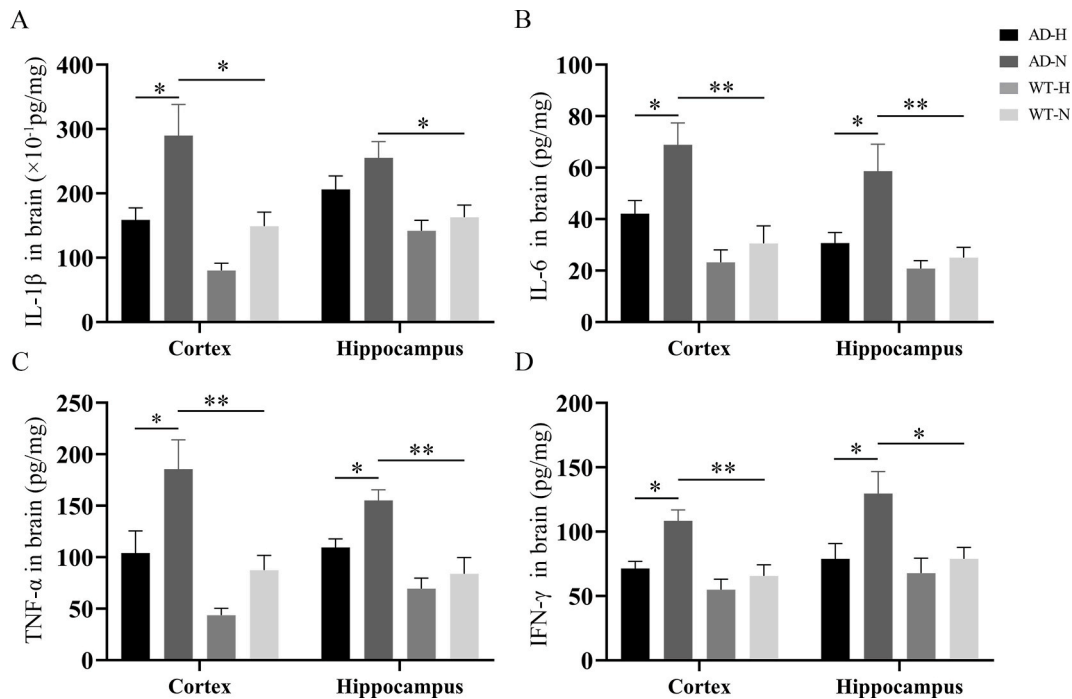 A
IL-1β in brain (×10⁻¹pg/mg)
400
300
200
100
0
*
*
*
Cortex
Hippocampus
B
IL-6 in brain (pg/mg)
100
80
60
40
20
0
*
**
*
**
Cortex
Hippocampus
AD-H
AD-N
WT-H
WT-N
C
TNF-α in brain (pg/mg)
250
200
150
100
50
0
*
**
*
**
Cortex
Hippocampus
D
IFN-γ in brain (pg/mg)
200
150
100
50
0
*
**
*
*
Cortex
Hippocampus